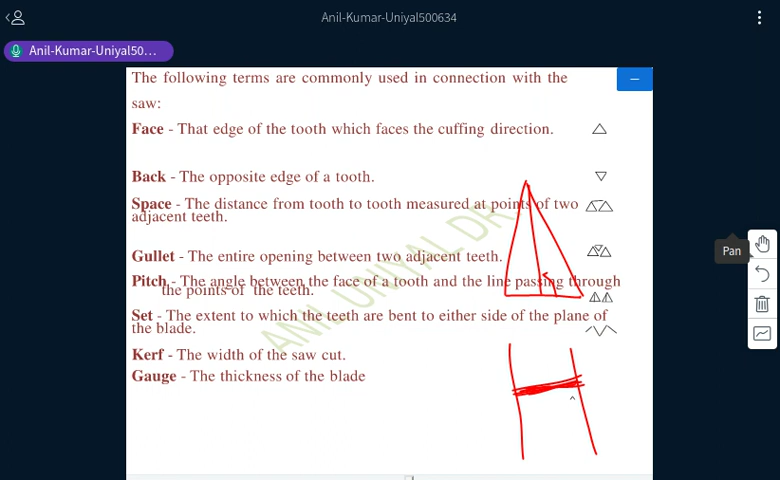 Anil-Kumar-Uniyal500634
Anil-Kumar-Uniyal50...
The following terms are commonly used in connection with the
saw:
Face - That edge of the tooth which faces the cuffing direction.
Back - The opposite edge of a tooth.
Space - The distance from tooth to tooth measured at points of two
adjacent teeth.
Gullet - The entire opening between two adjacent teeth.
Pitch - The angle between the face of a tooth and the line passing through
the points of the teeth.
Set - The extent to which the teeth are bent to either side of the plane of
the blade.
Kerf - The width of the saw cut.
Gauge - The thickness of the blade
ANIL UNIYAL DR
Pan